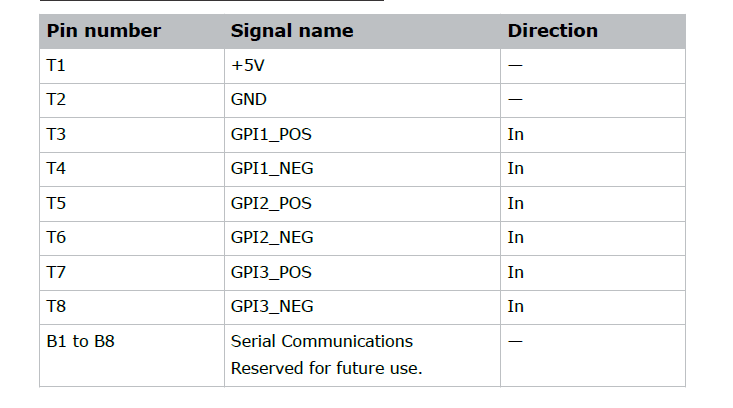 Pin number Signal name Direction
T1 +5V —
T2 GND —
T3 GPI1_POS In
T4 GPI1_NEG In
T5 GPI2_POS In
T6 GPI2_NEG In
T7 GPI3_POS In
T8 GPI3_NEG In
B1 to B8 Serial Communications —
Reserved for future use.